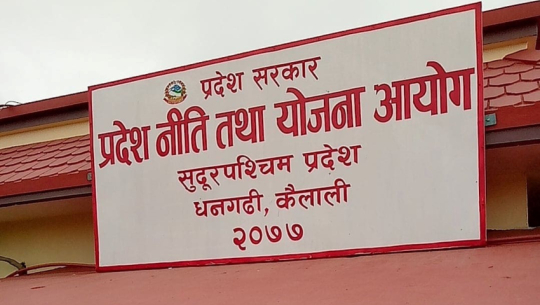 प्रदेश सरकार
प्रदेश नीति तथा योजना आयोग
सुदूरपश्चिम प्रदेश
धनगढी, कैलाली
२०७७